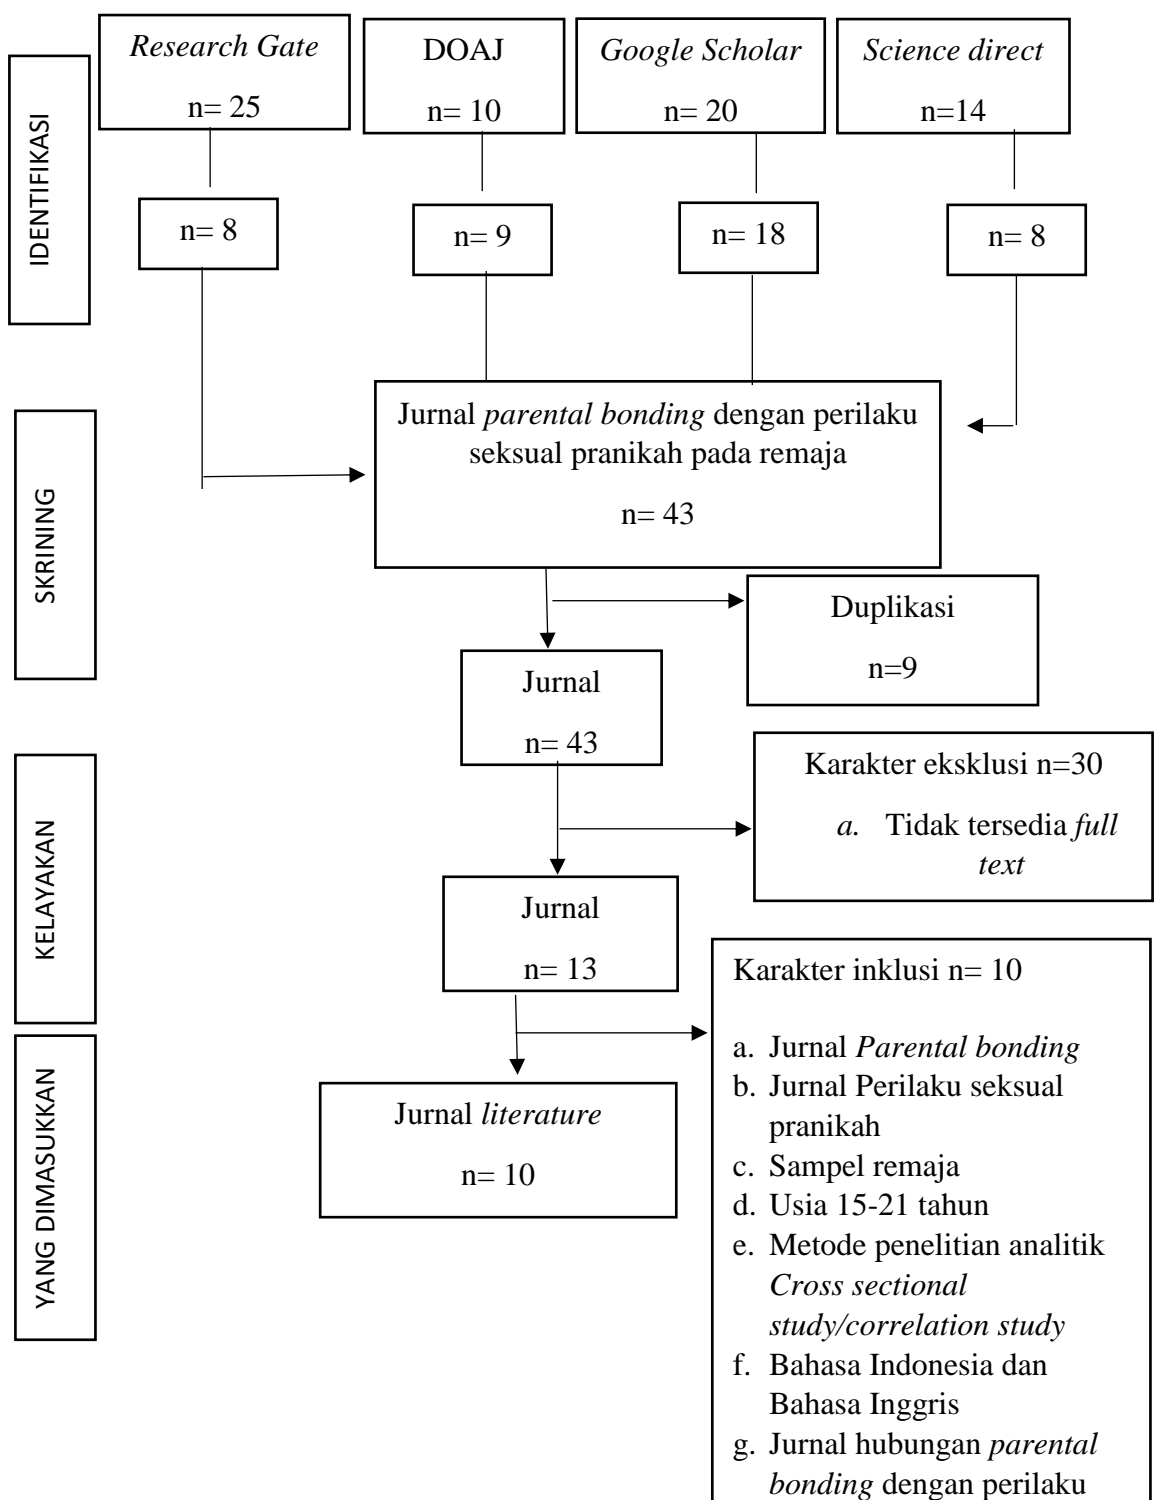 Research Gate
n= 25
DOAJ
n= 10
Google Scholar
n= 20
Science direct
n=14
IDENTIFIKASI
n= 8
n= 9
n= 18
n= 8
SKRINING
Jurnal parental bonding dengan perilaku
seksual pranikah pada remaja
n= 43
Duplikasi
n=9
Jurnal
n= 43
KELAYAKAN
Karakter eksklusi n=30
a. Tidak tersedia full
text
Jurnal
n= 13
YANG DIMASUKKAN
Jurnal literature
n= 10
Karakter inklusi n= 10
a. Jurnal Parental bonding
b. Jurnal Perilaku seksual
pranikah
c. Sampel remaja
d. Usia 15-21 tahun
e. Metode penelitian analitik
Cross sectional
study/correlation study
f. Bahasa Indonesia dan
Bahasa Inggris
g. Jurnal hubungan parental
bonding dengan perilaku